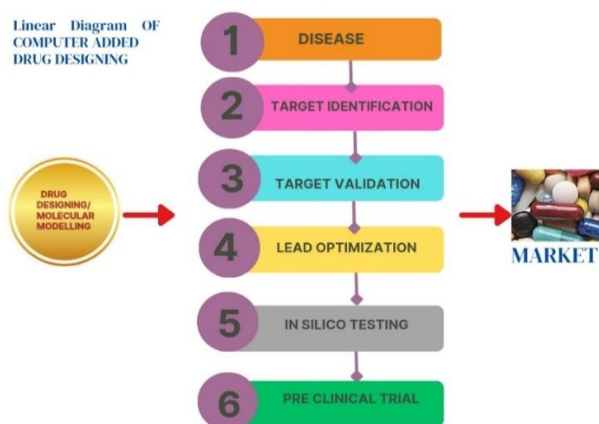 Linear Diagram OF
COMPUTER ADDED
DRUG DESIGNING
DRUG
DESIGNING/
MOLECULAR
MODELLING
1
DISEASE
2
TARGET IDENTIFICATION
3
TARGET VALIDATION
4
LEAD OPTIMIZATION
5
IN SILICO TESTING
6
PRE CLINICAL TRIAL
MARKET